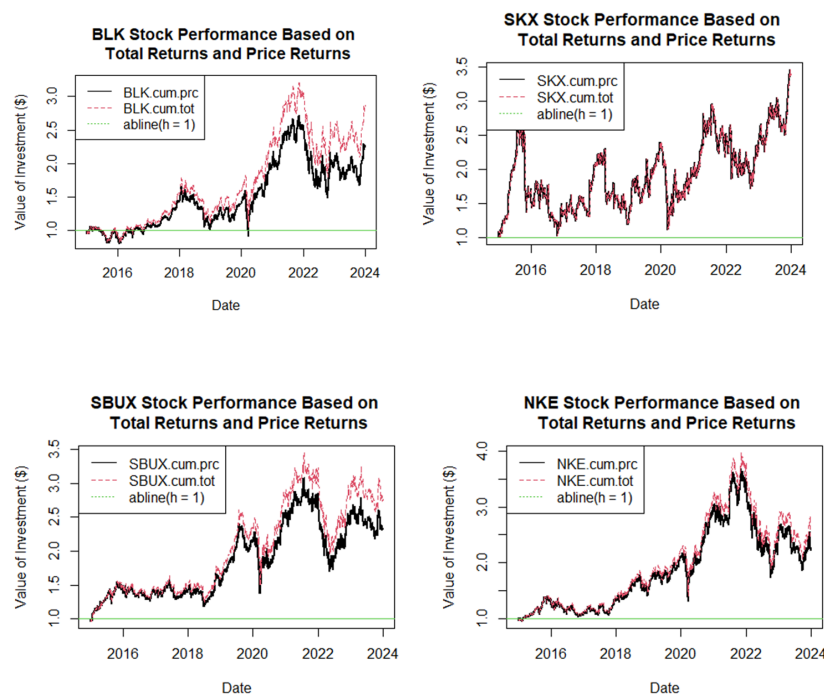 BLK Stock Performance Based on
Total Returns and Price Returns
BLK.cum.prc
BLK.cum.tot
abline(h = 1)
Value of Investment ($)
3.0
2.5
2.0
1.5
1.0
2016 2018 2020 2022 2024
Date
SKX Stock Performance Based on
Total Returns and Price Returns
SKX.cum.prc
SKX.cum.tot
abline(h = 1)
Value of Investment ($)
3.5
3.0
2.5
2.0
1.5
1.0
2016 2018 2020 2022 2024
Date
SBUX Stock Performance Based on
Total Returns and Price Returns
SBUX.cum.prc
SBUX.cum.tot
abline(h = 1)
Value of Investment ($)
3.5
3.0
2.5
2.0
1.5
1.0
2016 2018 2020 2022 2024
Date
NKE Stock Performance Based on
Total Returns and Price Returns
NKE.cum.prc
NKE.cum.tot
abline(h = 1)
Value of Investment ($)
4.0
3.0
2.0
1.0
2016 2018 2020 2022 2024
Date